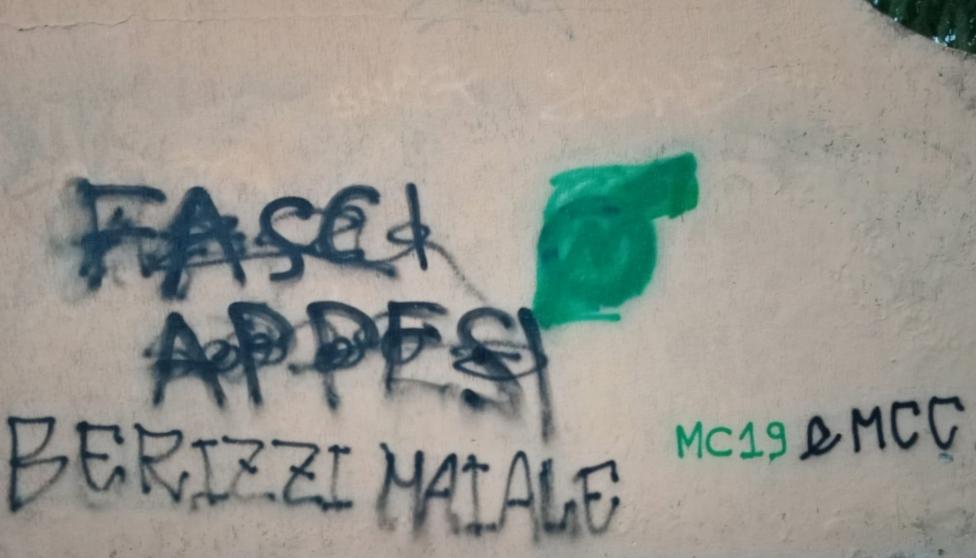 FASCI
APPESI
BERIZZI MAIALE
MC19 e MCC